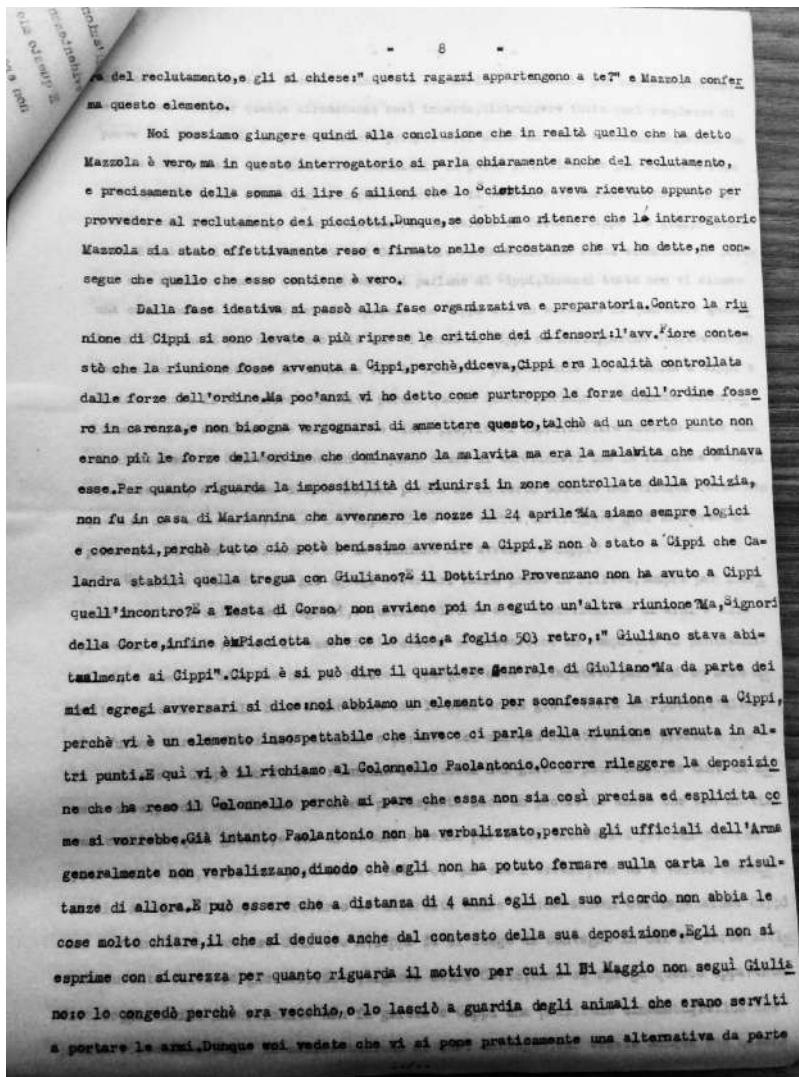 - 8 -
ra del reclutamento,e gli si chiese:" questi ragazzi appartengono a te?" e Mazzola confer
ma questo elemento.
Noi possiamo giungere quindi alla conclusione che in realtà quello che ha detto
Mazzola è vero,ma in questo interrogatorio si parla chiaramente anche del reclutamento,
e precisamente della somma di lire 6 milioni che lo Sciortino aveva ricevuto appunto per
provvedere al reclutamento dei picciotti.Dunque,se dobbiamo ritenere che l' interrogatorio
Mazzola sia stato effettivamente reso e firmato nelle circostanze che vi ho dette,ne con=
segue che quello che esso contiene è vero.
Dalla fase ideativa si passò alla fase organizzativa e preparatoria.Contro la riu
nione di Cippi si sono levate a più riprese le critiche dei difensori:l'avv.Fiore conte=
stò che la riunione fosse avvenuta a Cippi,perchè,diceva,Cippi era località controllata
dalle forze dell'ordine.Ma poc'anzi vi ho detto come purtroppo le forze dell'ordine fosse
ro in carenza,e non bisogna vergognarsi di ammettere questo,talchè ad un certo punto non
erano più le forze dell'ordine che dominavano la malavita ma era la malavita che dominava
esse.Per quanto riguarda la impossibilità di riunirsi in zone controllate dalla polizia,
non fu in casa di Mariannina che avvennero le nozze il 24 aprile?Ma siamo sempre logici
e coerenti,perchè tutto ciò potè benissimo avvenire a Cippi.E non è stato a Cippi che Ca=
landra stabilì quella tregua con Giuliano?E il Dottirino Provenzano non ha avuto a Cippi
quell'incontro?E a Testa di Corsa non avviene poi in seguito un'altra riunione?Ma,Signori
della Corte,infine è Pisciotta che ce lo dice,a foglio 503 retro,:" Giuliano stava abi=
tualmente ai Cippi".Cippi è si può dire il quartiere generale di Giuliano.Ma da parte dei
miei egregi avversari si dice:noi abbiamo un elemento per sconfessare la riunione a Cippi,
perchè vi è un elemento insospettabile che invece ci parla della riunione avvenuta in al=
tri punti.E quì vi è il richiamo al Colonnello Paolantonio.Occorre rileggere la deposizio
ne che ha reso il Colonnello perchè mi pare che essa non sia così precisa ed esplicita co
me si vorrebbe.Già intanto Paolantonio non ha verbalizzato,perchè gli ufficiali dell'Arma
generalmente non verbalizzano,dimodo chè egli non ha potuto fermare sulla carta le risul=
tanze di allora.E può essere che a distanza di 4 anni egli nel suo ricordo non abbia le
cose molto chiare,il che si deduce anche dal contesto della sua deposizione.Egli non si
esprime con sicurezza per quanto riguarda il motivo per cui il Di Maggio non seguì Giulia
no:o lo congedò perchè era vecchio,o lo lasciò a guardia degli animali che erano serviti
a portare le armi.Dunque voi vedete che vi si pone praticamente una alternativa da parte